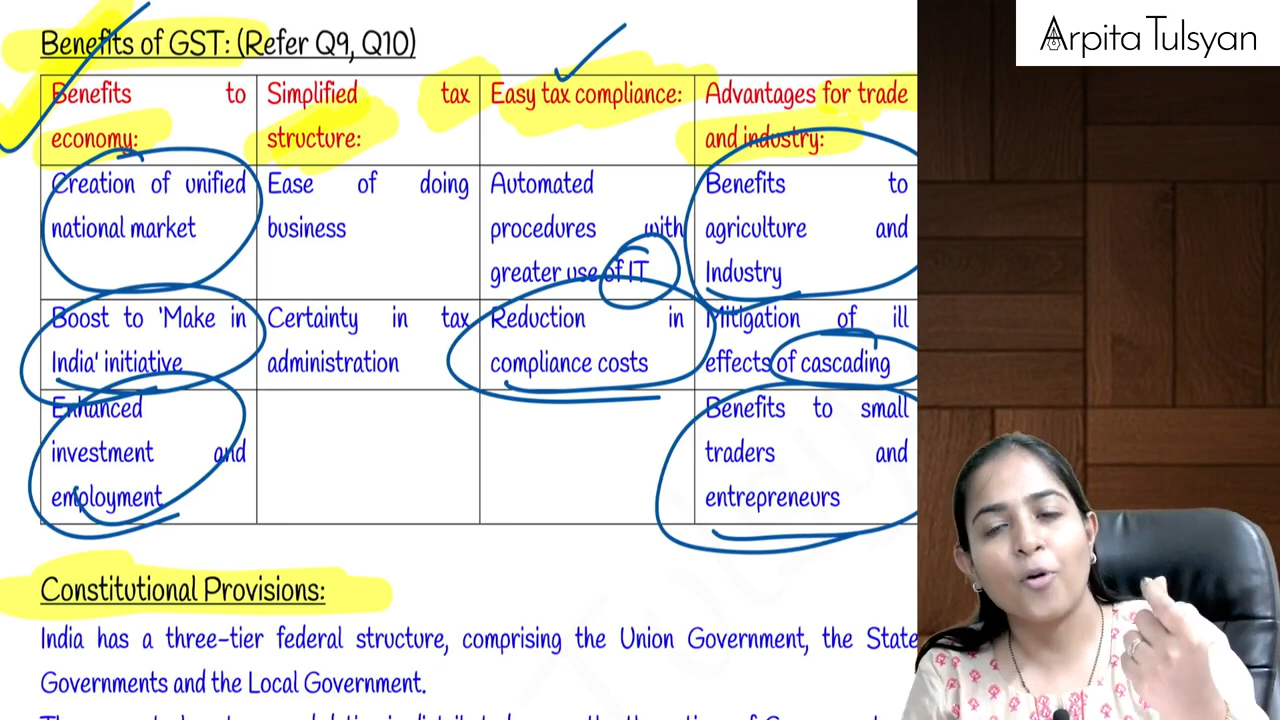 Arpita Tulsyan
Benefits of GST: (Refer Q9, Q10)
Benefits to
economy:
Simplified tax
structure:
Easy tax compliance:
Advantages for trade
and industry:
Creation of unified
national market
Ease of doing
business
Automated
procedures with
greater use of IT
Benefits to
agriculture and
Industry
Boost to 'Make in
India' initiative
Certainty in tax
administration
Reduction in
compliance costs
Mitigation of ill
effects of cascading
Enhanced
investment and
employment
Benefits to small
traders and
entrepreneurs
Constitutional Provisions:
India has a three-tier federal structure, comprising the Union Government, the State
Governments and the Local Government.